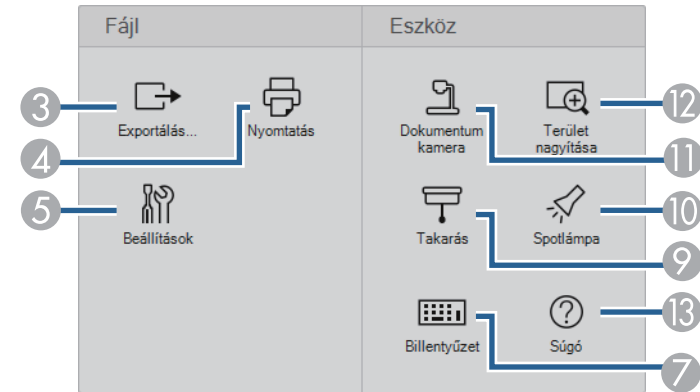 Fájl
Eszköz
3
Exportálás...
4
Nyomtatás
5
Beállítások
Dokumentum
kamera
11
Terület
nagyítása
12
Takarás
9
Spotlámpa
10
Billentyűzet
7
Súgó
13